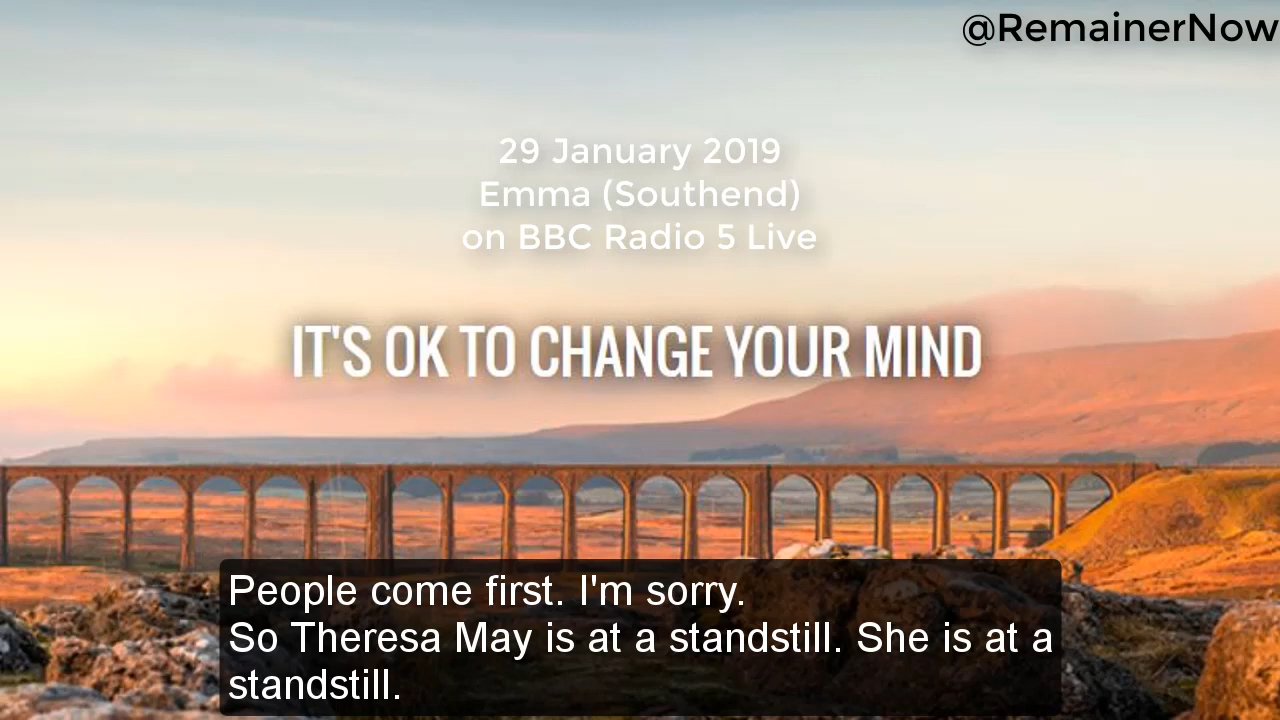 @RemainerNow
29 January 2019
Emma (Southend)
on BBC Radio 5 Live
IT'S OK TO CHANGE YOUR MIND
People come first. I'm sorry.
So Theresa May is at a standstill. She is at a
standstill.